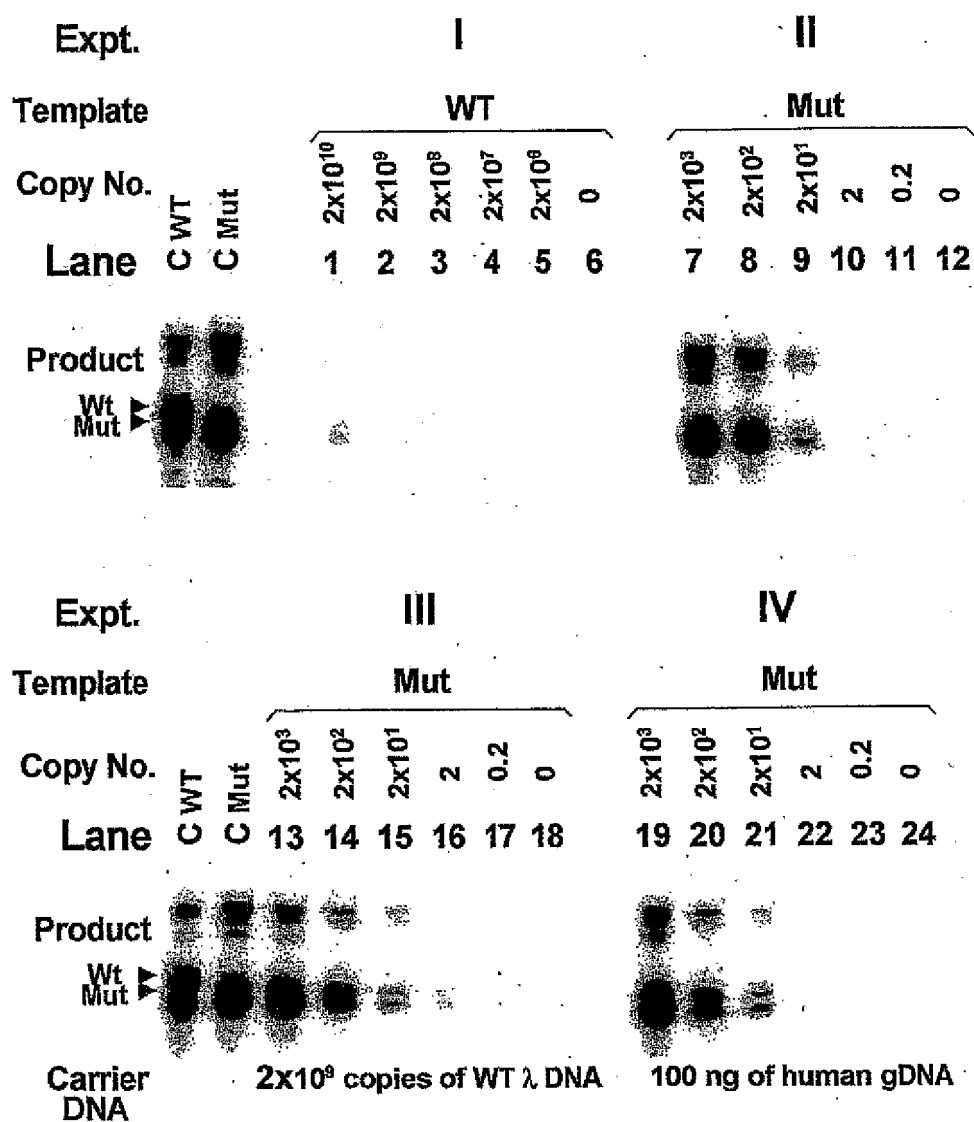 Expt. I II
Template WT Mut
Copy No. 2x10¹⁰ 2x10⁹ 2x10⁸ 2x10⁷ 2x10⁶ 0 2x10³ 2x10² 2x10¹ 2 0.2 0
Lane C WT C Mut 1 2 3 4 5 6 7 8 9 10 11 12
Product
Wt
Mut
Expt. III IV
Template Mut Mut
Copy No. 2x10³ 2x10² 2x10¹ 2 0.2 0 2x10³ 2x10² 2x10¹ 2 0.2 0
Lane C WT C Mut 13 14 15 16 17 18 19 20 21 22 23 24
Product
Wt
Mut
Carrier DNA 2x10⁹ copies of WT λ DNA 100 ng of human gDNA